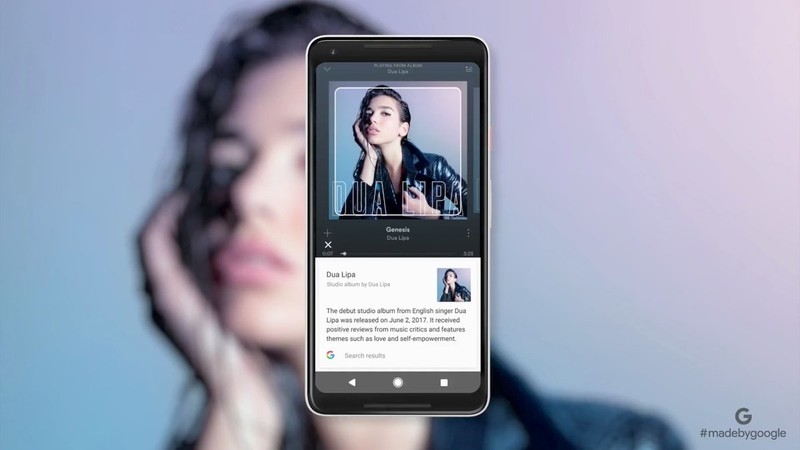 PLAYING FROM ALBUM
Dua Lipa
DUA LIPA
Genesis
Dua Lipa
0:07
5:25
Dua Lipa
Studio album by Dua Lipa
The debut studio album from English singer Dua
Lipa was released on June 2, 2017. It received
positive reviews from music critics and features
themes such as love and self-empowerment.
Search results
#madebygoogle